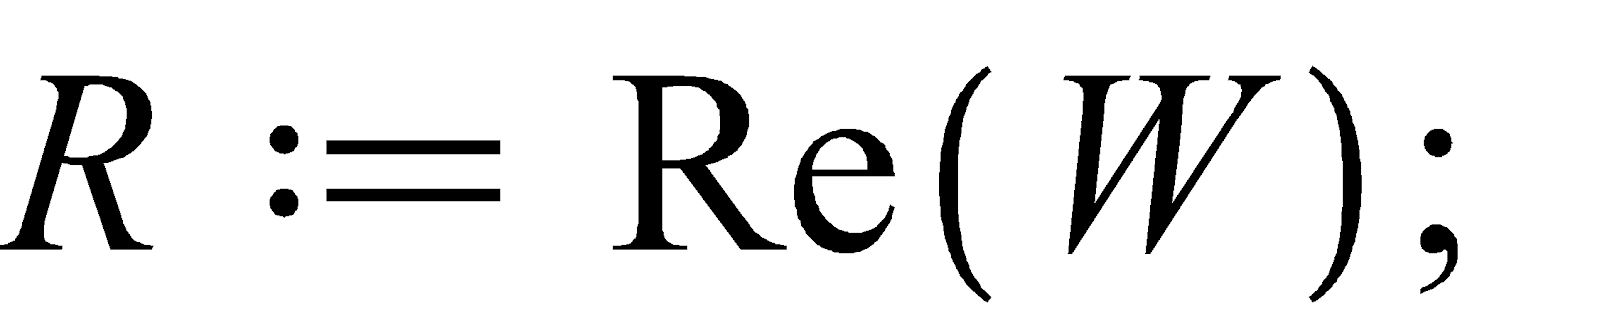 R := Re(W);